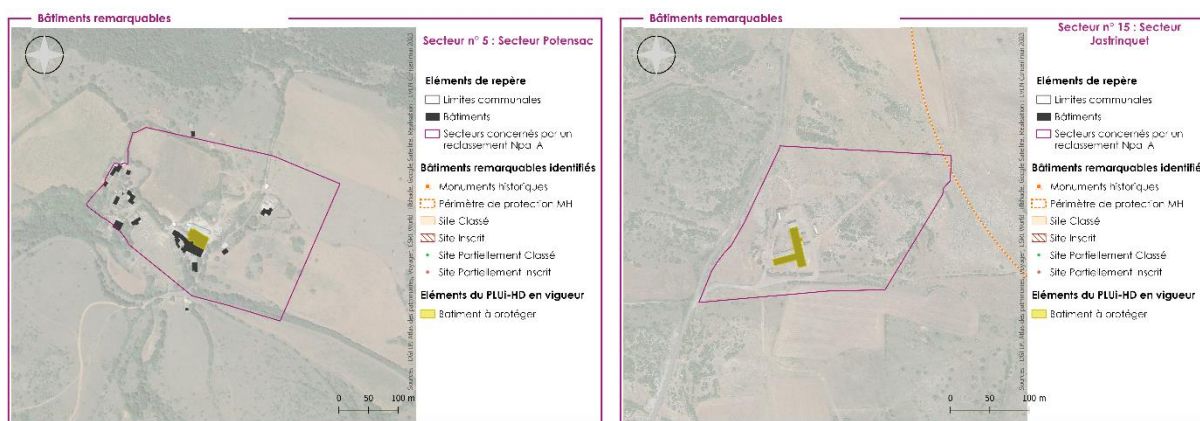 Bâtiments remarquables
Secteur n° 5 : Secteur Potensac
Eléments de repère
Limites communales
Bâtiments
Secteurs concernés par un
reclassement Npal A
Bâtiments remarquables identifiés
Monuments historiques
Périmètre de protection MH
Site Classé
Site Inscrit
Site Partiellement Classé
Site Partiellement Inscrit
Eléments du PLUi-HD en vigueur
Batiment à protéger
0 50 100 m
Bâtiments remarquables
Secteur n° 15 : Secteur
Jastrinquet
Eléments de repère
Limites communales
Bâtiments
Secteurs concernés par un
reclassement Npal A
Bâtiments remarquables identifiés
Monuments historiques
Périmètre de protection MH
Site Classé
Site Inscrit
Site Partiellement Classé
Site Partiellement Inscrit
Eléments du PLUi-HD en vigueur
Batiment à protéger
0 50 100 m